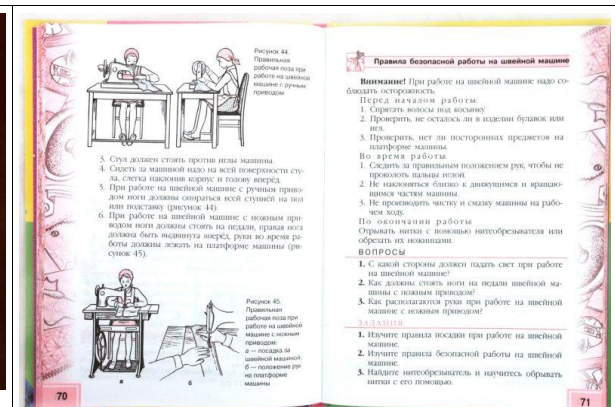 Рисунок 44.
Правильная
рабочая поза при
работе на швейной
машине с ручным
приводом
3. Стул должен стоять против иглы машины.
4. Сидеть за машиной надо на всей поверхности сту-
ла, слегка наклонив корпус и голову вперёд.
5. При работе на швейной машине с ручным приво-
дом ноги должны опираться всей ступнёй на пол
или подставку (рисунок 44).
6. При работе на швейной машине с ножным при-
водом ноги должны стоять на педали, правая нога
должна быть выдвинута вперёд, руки во время ра-
боты должны лежать на платформе машины (ри-
сунок 45).
Рисунок 45.
Правильная
рабочая поза при
работе на швейной
машине с ножным
приводом:
а — посадка за
швейной машиной;
б — положение рук
на платформе
машины
а
б
70
Правила безопасной работы на швейной машине
Внимание! При работе на швейной машине надо со-
блюдать осторожность.
Перед началом работы
1. Спрятать волосы под косынку.
2. Проверить, не осталось ли в изделии булавок или
игл.
3. Проверить, нет ли посторонних предметов на
платформе машины.
Во время работы
1. Следить за правильным положением рук, чтобы не
проколоть пальцы иглой.
2. Не наклоняться близко к движущимся и вращаю-
щимся частям машины.
3. Не производить чистку и смазку машины на рабо-
чем ходу.
По окончании работы
Отрывать нитки с помощью нитеобрезателя или
обрезать их ножницами.
ВОПРОСЫ
1. С какой стороны должен падать свет при работе
на швейной машине?
2. Как должны стоять ноги на педали швейной ма-
шины с ножным приводом?
3. Как располагаются руки при работе на швейной
машине с ножным приводом?
ЗАДАНИЯ
1. Изучите правила посадки при работе на швейной
машине.
2. Изучите правила безопасной работы на швейной
машине.
3. Найдите нитеобрезатель и научитесь обрывать
нитки с его помощью.
71